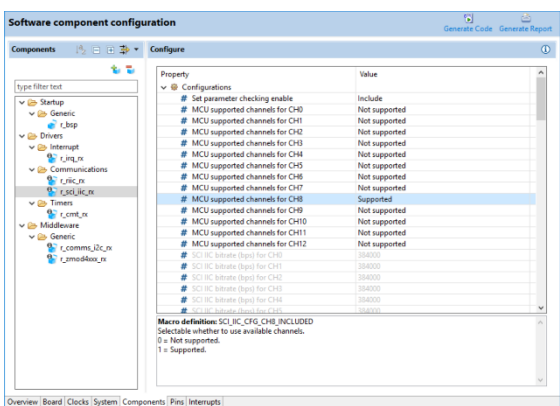 Software component configuration
Generate Code Generate Report
Components
Configure
type filter text
Startup
Generic
r_bsp
Drivers
Interrupt
r_irq_rx
Communications
r_riic_rx
r_sci_iic_rx
Timers
r_cmt_rx
Middleware
Generic
r_comms_i2c_rx
r_zmod4xxx_rx
Property Value
Configurations
# Set parameter checking enable Include
# MCU supported channels for CH0 Not supported
# MCU supported channels for CH1 Not supported
# MCU supported channels for CH2 Not supported
# MCU supported channels for CH3 Not supported
# MCU supported channels for CH4 Not supported
# MCU supported channels for CH5 Not supported
# MCU supported channels for CH6 Not supported
# MCU supported channels for CH7 Not supported
# MCU supported channels for CH8 Supported
# MCU supported channels for CH9 Not supported
# MCU supported channels for CH10 Not supported
# MCU supported channels for CH11 Not supported
# MCU supported channels for CH12 Not supported
# SCI IIC bitrate (bps) for CH0 384000
# SCI IIC bitrate (bps) for CH1 384000
# SCI IIC bitrate (bps) for CH2 384000
# SCI IIC bitrate (bps) for CH3 384000
# SCI IIC bitrate (bps) for CH4 384000
# SCI IIC bitrate (bps) for CH5 384000
Macro definition: SCI_IIC_CFG_CH8_INCLUDED
Selectable whether to use available channels.
0 = Not supported.
1 = Supported.
Overview Board Clocks System Components Pins Interrupts